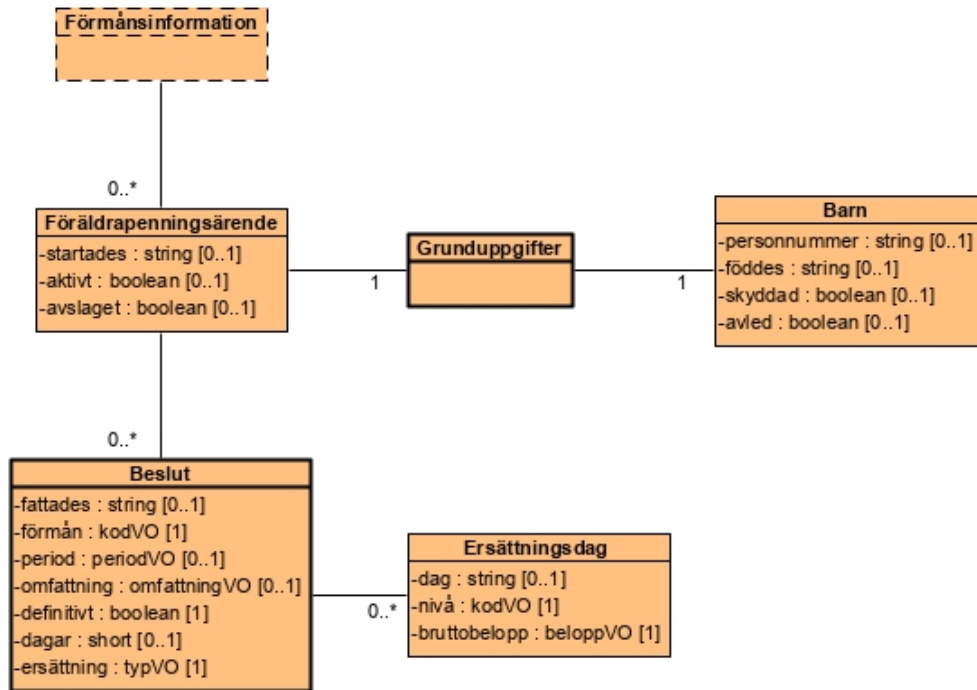 Förmånsinformation
0..*
Föräldrapenningsärende
-startades : string [0..1]
-aktivt : boolean [0..1]
-avslaget : boolean [0..1]
1
Grunduppgifter
1
Barn
-personnummer : string [0..1]
-föddes : string [0..1]
-skyddad : boolean [0..1]
-avled : boolean [0..1]
0..*
Beslut
-fattades : string [0..1]
-förmån : kodVO [1]
-period : periodVO [0..1]
-omfattning : omfattningVO [0..1]
-definitivt : boolean [1]
-dagar : short [0..1]
-ersättning : typVO [1]
0..*
Ersättningsdag
-dag : string [0..1]
-nivå : kodVO [1]
-bruttobelopp : beloppVO [1]